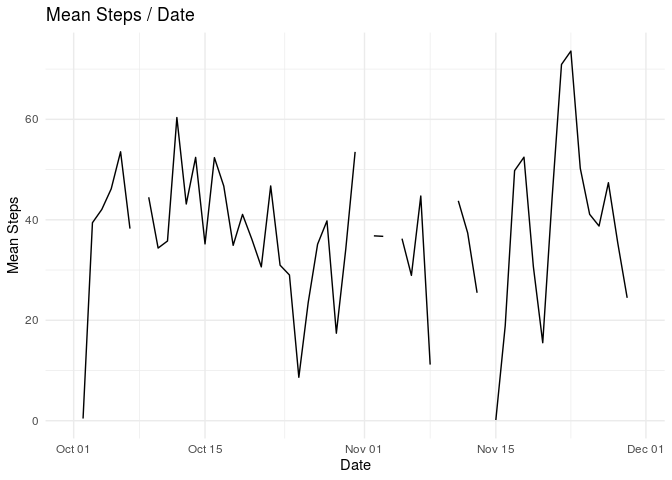 Mean Steps / Date
Mean Steps
60
40
20
0
Oct 01
Oct 15
Nov 01
Nov 15
Dec 01
Date